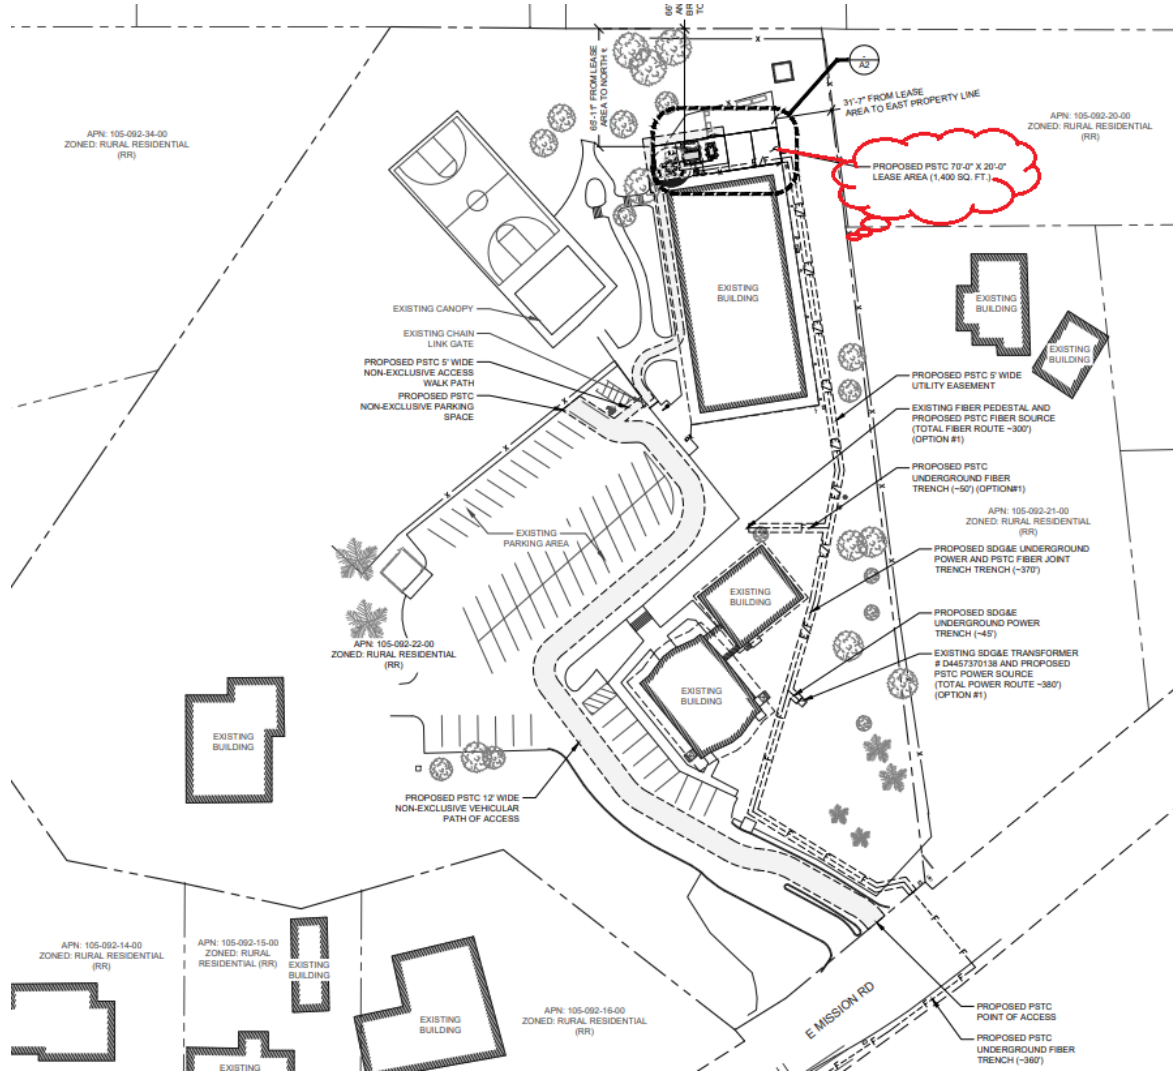 66'
AN
BR
TC
A2
66'-11" FROM LEASE
AREA TO NORTH
31'-7" FROM LEASE
AREA TO EAST PROPERTY LINE
APN: 105-092-34-00
ZONED: RURAL RESIDENTIAL
(RR)
APN: 105-092-20-00
ZONED: RURAL RESIDENTIAL
(RR)
PROPOSED PSTC 70'-0" X 20'-0"
LEASE AREA (1,400 SQ. FT.)
EXISTING
BUILDING
EXISTING
BUILDING
EXISTING
BUILDING
EXISTING CANOPY
EXISTING CHAIN
LINK GATE
PROPOSED PSTC 5' WIDE
NON-EXCLUSIVE ACCESS
WALK PATH
PROPOSED PSTC
NON-EXCLUSIVE PARKING
SPACE
PROPOSED PSTC 5' WIDE
UTILITY EASEMENT
EXISTING FIBER PEDESTAL AND
PROPOSED PSTC FIBER SOURCE
(TOTAL FIBER ROUTE ~300')
(OPTION #1)
PROPOSED PSTC
UNDERGROUND FIBER
TRENCH (~50') (OPTION#1)
APN: 105-092-21-00
ZONED: RURAL RESIDENTIAL
(RR)
EXISTING
PARKING AREA
PROPOSED SDG&E UNDERGROUND
POWER AND PSTC FIBER JOINT
TRENCH TRENCH (~370')
EXISTING
BUILDING
PROPOSED SDG&E
UNDERGROUND POWER
TRENCH (~45')
APN: 105-092-22-00
ZONED: RURAL RESIDENTIAL
(RR)
EXISTING SDG&E TRANSFORMER
# D4457370138 AND PROPOSED
PSTC POWER SOURCE
(TOTAL POWER ROUTE ~380')
(OPTION #1)
EXISTING
BUILDING
EXISTING
BUILDING
PROPOSED PSTC 12' WIDE
NON-EXCLUSIVE VEHICULAR
PATH OF ACCESS
APN: 105-092-14-00
ZONED: RURAL RESIDENTIAL
(RR)
APN: 105-092-15-00
ZONED: RURAL
RESIDENTIAL (RR)
EXISTING
BUILDING
EXISTING
BUILDING
APN: 105-092-16-00
ZONED: RURAL RESIDENTIAL
(RR)
E MISSION RD
PROPOSED PSTC
POINT OF ACCESS
PROPOSED PSTC
UNDERGROUND FIBER
TRENCH (~360')
EXISTING